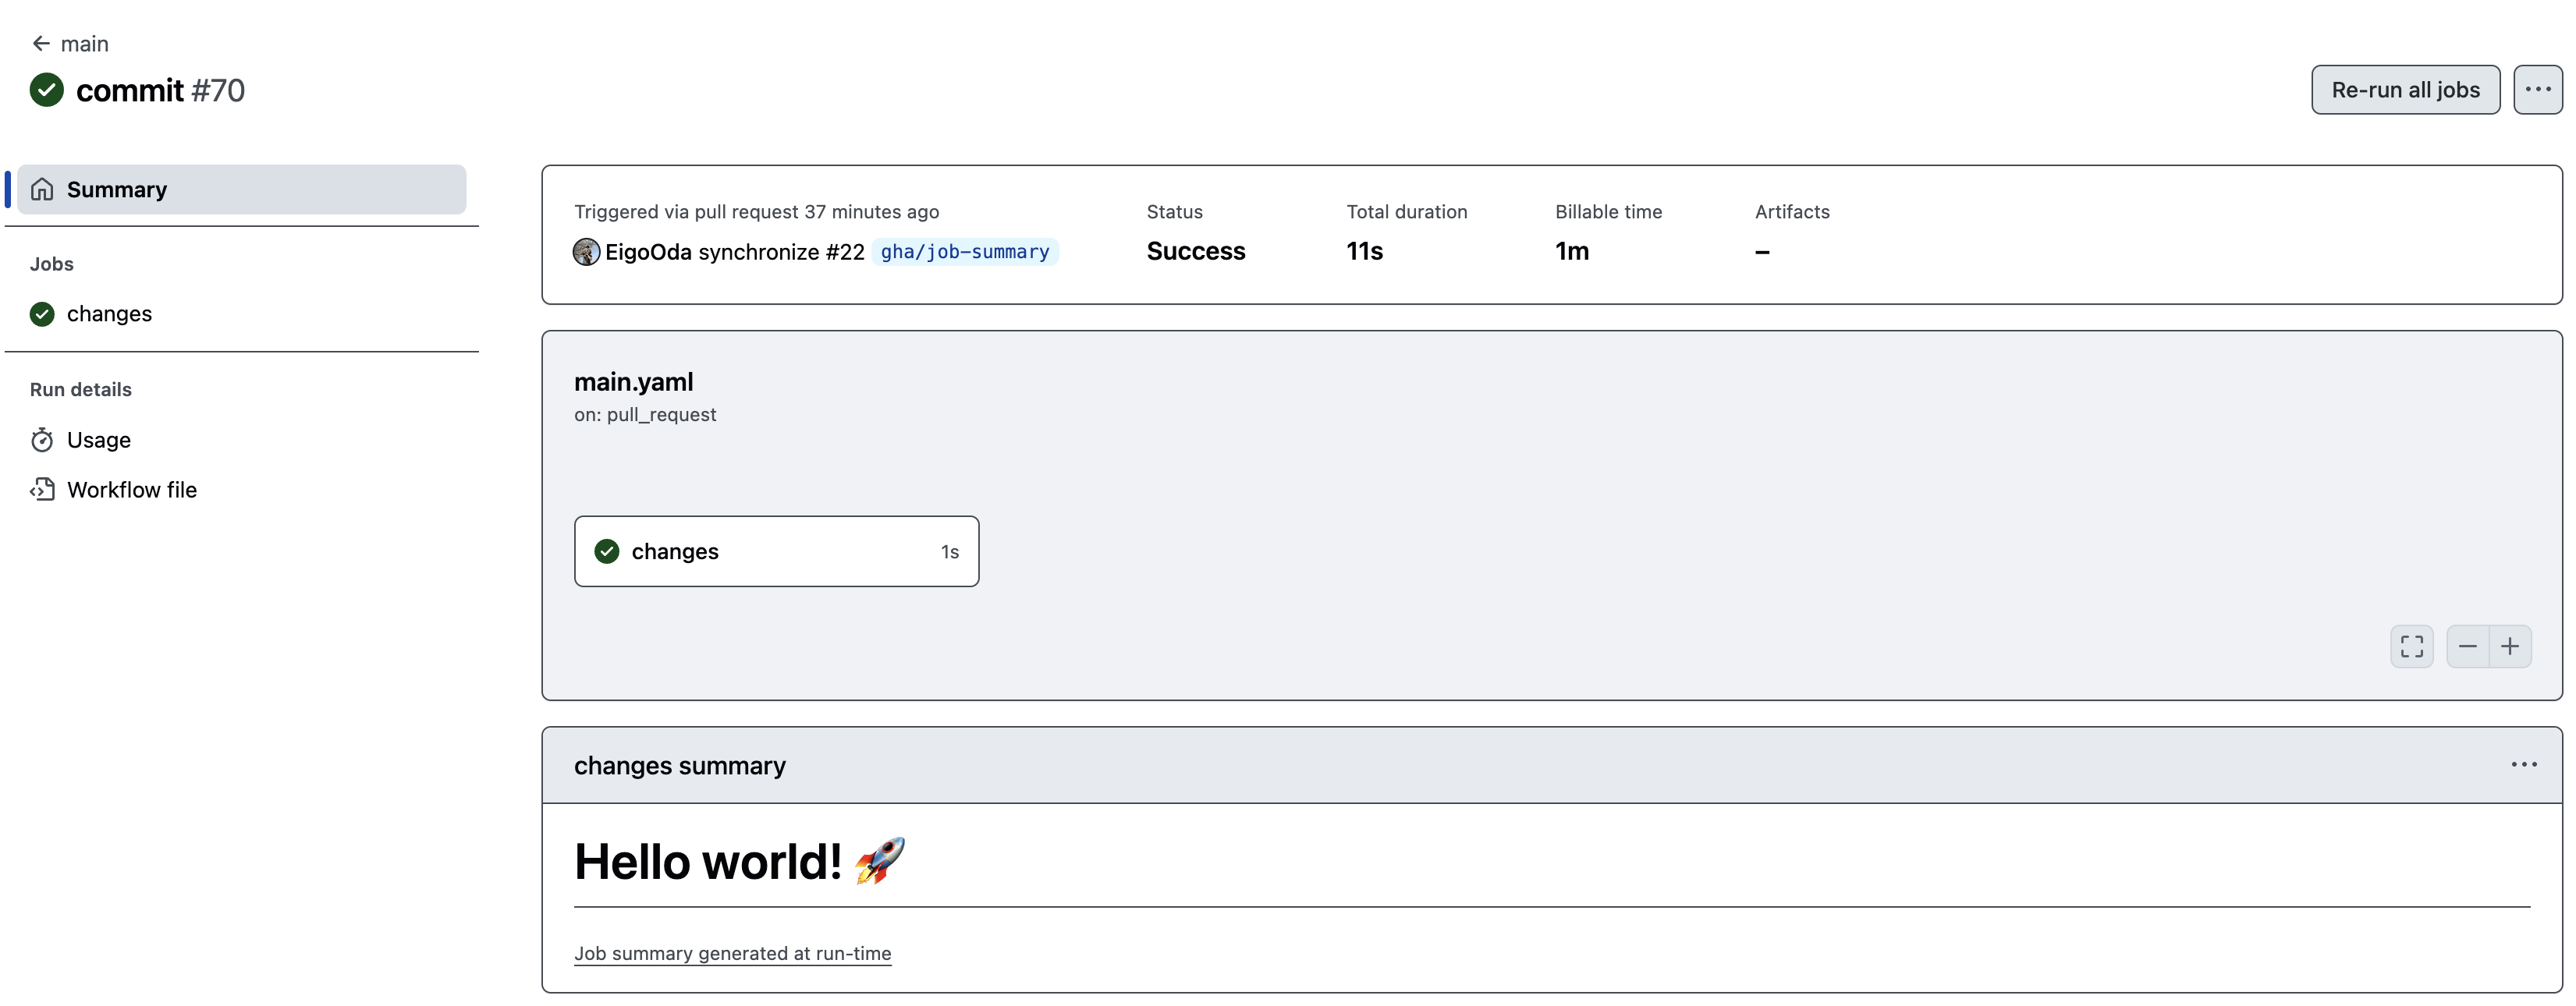 ← main
commit #70
Re-run all jobs
Summary
Jobs
changes
Run details
Usage
Workflow file
Triggered via pull request 37 minutes ago
EigoOda synchronize #22 gha/job-summary
Status
Success
Total duration
11s
Billable time
1m
Artifacts
–
main.yaml
on: pull_request
changes 1s
changes summary
Hello world! 🚀
Job summary generated at run-time